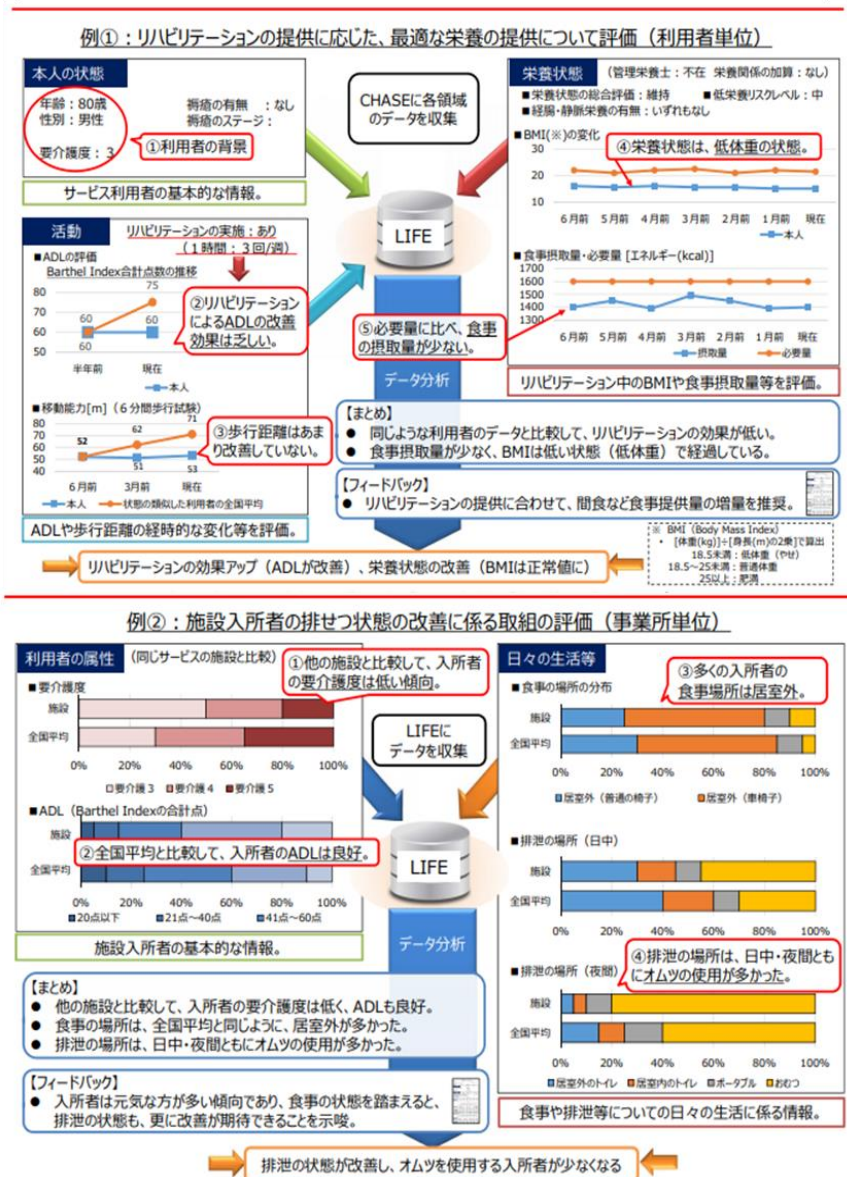 例①：リハビリテーションの提供に応じた、最適な栄養の提供について評価（利用者単位）
本人の状態
年齢：80歳
性別：男性
要介護度：3
褥瘡の有無　：なし
褥瘡のステージ：
①利用者の背景
サービス利用者の基本的な情報。
CHASEに各領域
のデータを収集
LIFE
データ分析
活動
リハビリテーションの実施：あり
（1時間：3回/週）
■ADLの評価
Barthel Index合計点数の推移
80
70
60
50
75
60
60
60
半年前
現在
本人
②リハビリテーション
によるADLの改善
効果は乏しい。
■移動能力[m]（6分間歩行試験）
80
70
60
50
40
52
62
71
51
53
6月前
3月前
現在
本人
状態の類似した利用者の全国平均
③歩行距離はあま
り改善していない。
ADLや歩行距離の経時的な変化等を評価。
栄養状態
（管理栄養士：不在 栄養関係の加算：なし）
■栄養状態の総合評価：維持
■低栄養リスクレベル：中
■経腸・静脈栄養の有無：いずれもなし
■BMI(※)の変化
④栄養状態は、低体重の状態。
30
20
10
6月前 5月前 4月前 3月前 2月前 1月前 現在
本人
■食事摂取量・必要量 [エネルギー(kcal)]
1700
1600
1500
1400
1300
6月前 5月前 4月前 3月前 2月前 1月前 現在
摂取量
必要量
⑤必要量に比べ、食事
の摂取量が少ない。
リハビリテーション中のBMIや食事摂取量等を評価。
【まとめ】
● 同じような利用者のデータと比較して、リハビリテーションの効果が低い。
● 食事摂取量が少なく、BMIは低い状態（低体重）で経過している。
【フィードバック】
● リハビリテーションの提供に合わせて、間食など食事提供量の増量を推奨。
※ BMI（Body Mass Index）
・ [体重(kg)]÷[身長(m)の2乗]で算出
18.5未満：低体重（やせ）
18.5～25未満：普通体重
25以上：肥満
リハビリテーションの効果アップ（ADLが改善）、栄養状態の改善（BMIは正常値に）
例②：施設入所者の排せつ状態の改善に係る取組の評価（事業所単位）
利用者の属性
（同じサービスの施設と比較）
①他の施設と比較して、入所者
の要介護度は低い傾向。
■要介護度
施設
全国平均
0% 20% 40% 60% 80% 100%
要介護3
要介護4
要介護5
■ADL（Barthel Indexの合計点）
施設
②全国平均と比較して、入所者のADLは良好。
全国平均
0% 20% 40% 60% 80% 100%
20点以下
21点～40点
41点～60点
施設入所者の基本的な情報。
LIFEに
データを収集
LIFE
データ分析
日々の生活等
③多くの入所者の
食事場所は居室外。
■食事の場所の分布
施設
全国平均
0% 20% 40% 60% 80% 100%
居室外（普通の椅子）
居室外（車椅子）
■排泄の場所（日中）
施設
全国平均
0% 20% 40% 60% 80% 100%
④排泄の場所は、日中・夜間とも
にオムツの使用が多かった。
■排泄の場所（夜間）
施設
全国平均
0% 20% 40% 60% 80% 100%
居室外のトイレ
居室内のトイレ
ポータブル
おむつ
食事や排泄等についての日々の生活に係る情報。
【まとめ】
● 他の施設と比較して、入所者の要介護度は低く、ADLも良好。
● 食事の場所は、全国平均と同じように、居室外が多かった。
● 排泄の場所は、日中・夜間ともにオムツの使用が多かった。
【フィードバック】
● 入所者は元気な方が多い傾向であり、食事の状態を踏まえると、
排泄の状態も、更に改善が期待できることを示唆。
排泄の状態が改善し、オムツを使用する入所者が少なくなる